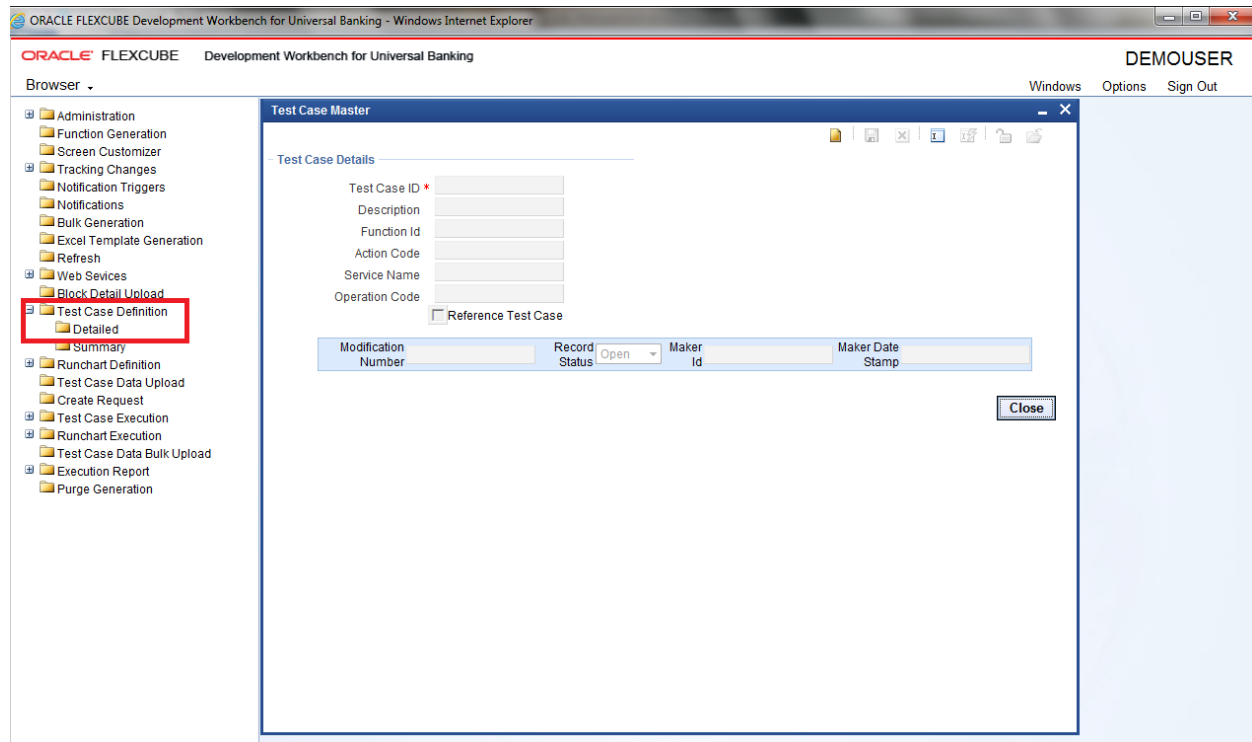 ORACLE FLEXCUBE Development Workbench for Universal Banking - Windows Internet Explorer
ORACLE FLEXCUBE Development Workbench for Universal Banking
DEMOUSER
Browser
Windows Options Sign Out
Administration
Function Generation
Screen Customizer
Tracking Changes
Notification Triggers
Notifications
Bulk Generation
Excel Template Generation
Refresh
Web Sevices
Block Detail Upload
Test Case Definition
Detailed
Summary
Runchart Definition
Test Case Data Upload
Create Request
Test Case Execution
Runchart Execution
Test Case Data Bulk Upload
Execution Report
Purge Generation
Test Case Master
Test Case Details
Test Case ID *
Description
Function Id
Action Code
Service Name
Operation Code
Reference Test Case
Modification Number
Record Status Open
Maker Id
Maker Date Stamp
Close